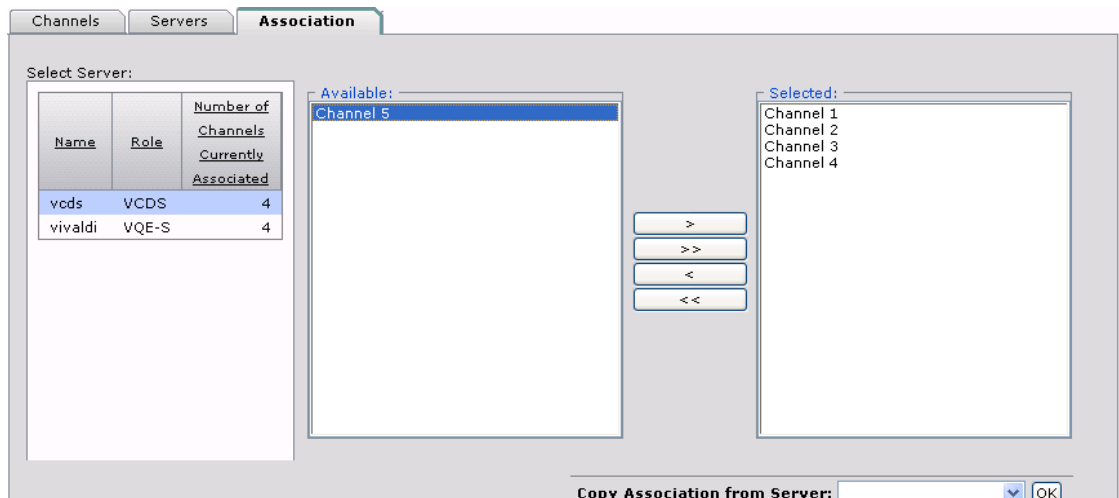 Channels Servers Association
Select Server:
Name Role Number of Channels Currently Associated
vcds VCDS 4
vivaldi VQE-S 4
Available:
Channel 5
>
>>
<
<<
Selected:
Channel 1
Channel 2
Channel 3
Channel 4
Copy Association from Server: OK